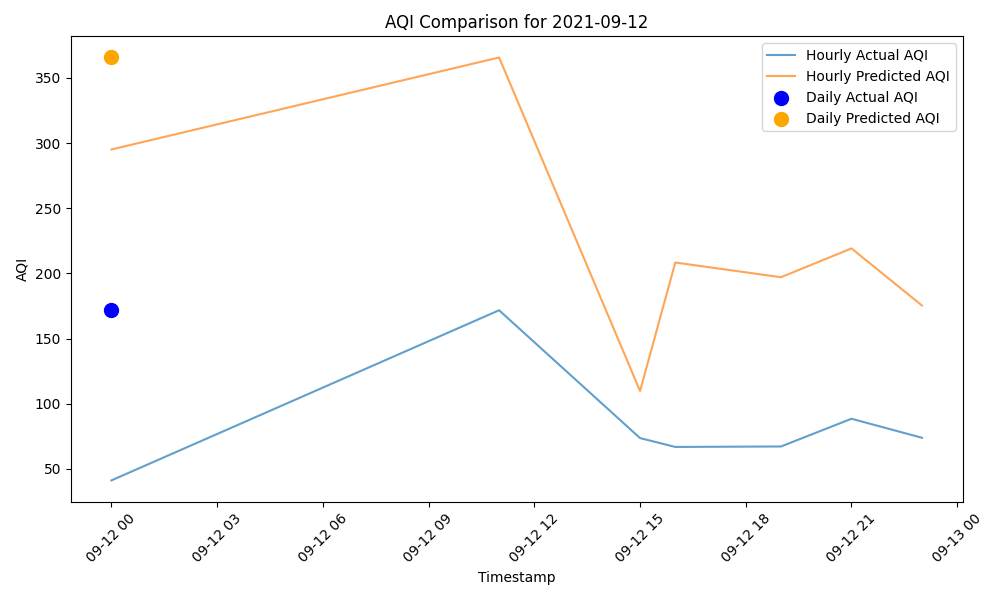 AQI Comparison for 2021-09-12
Hourly Actual AQI
Hourly Predicted AQI
Daily Actual AQI
Daily Predicted AQI
AQI
350
300
250
200
150
100
50
09-12 00
09-12 03
09-12 06
09-12 09
09-12 12
09-12 15
09-12 18
09-12 21
09-13 00
Timestamp